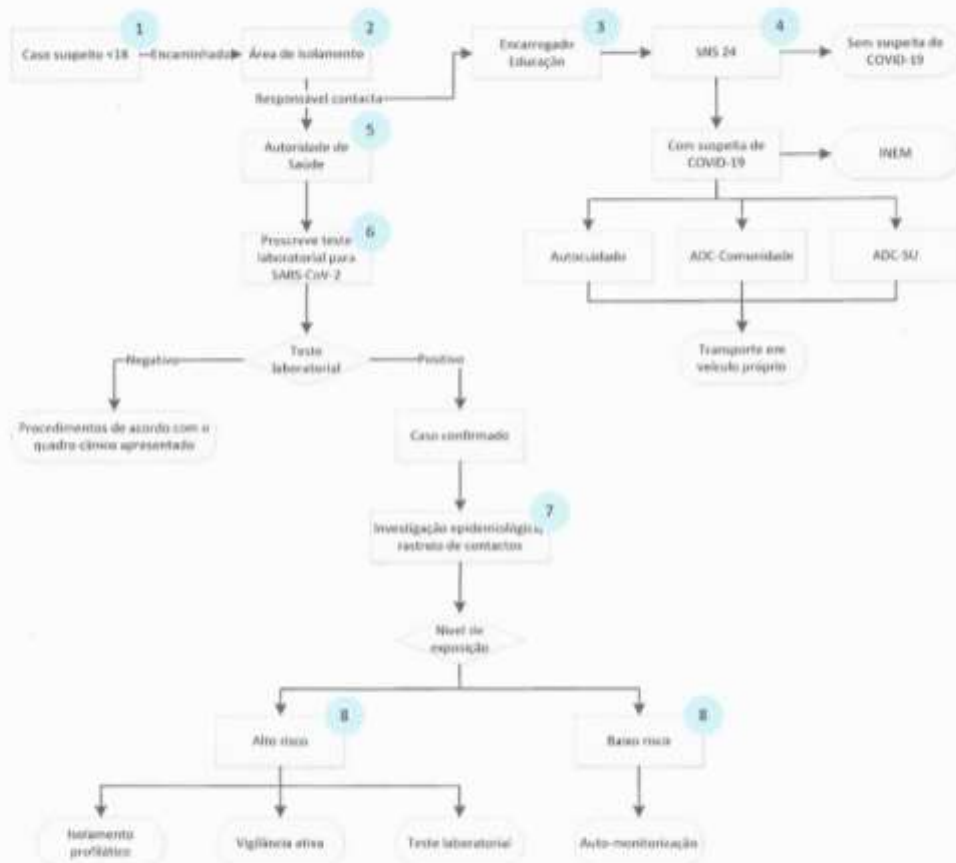 1
Caso suspeito <18
Encaminhado
2
Área de isolamento
Responsável contacta
3
Encarregado
Educação
4
SNS 24
Sem suspeita de
COVID-19
5
Autoridade de
Saúde
Com suspeita de
COVID-19
INEM
6
Prescreve teste
laboratorial para
SARS-CoV-2
Autocuidado
ADC-Comunidade
ADC-SU
Transporte em
veículo próprio
Teste
laboratorial
Negativo
Positivo
Procedimentos de acordo com o
quadro clínico apresentado
Caso confirmado
7
Investigação epidemiológica,
rastreio de contactos
Nível de
exposição
8
Alto risco
8
Baixo risco
Isolamento
profilático
Vigilância ativa
Teste laboratorial
Auto-monitorização